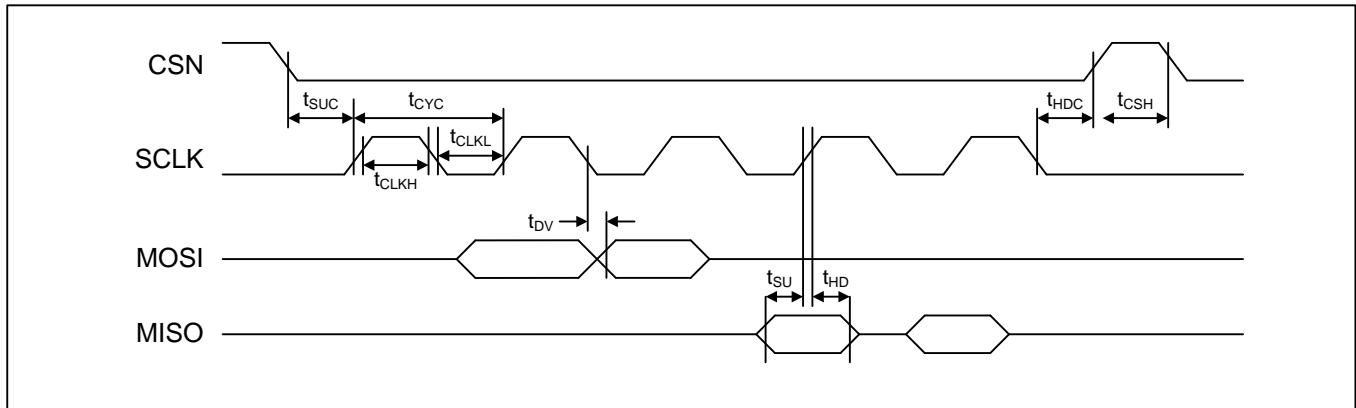 CSN
tSUC
tCYC
tHDC
tCSH
SCLK
tCLKH
tCLKL
tDV
MOSI
tSU
tHD
MISO